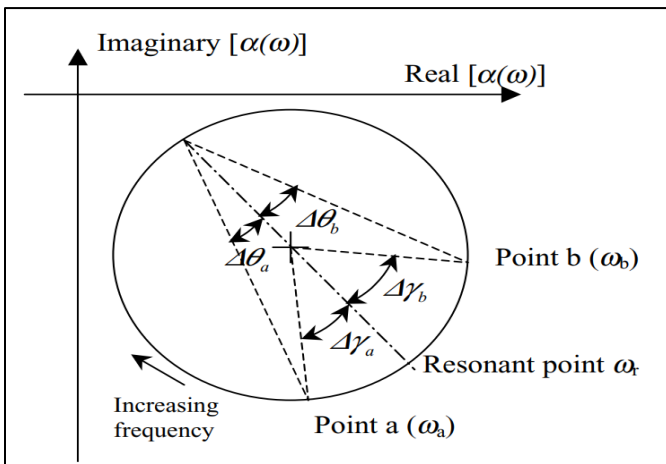 Imaginary [α(ω)]
Real [α(ω)]
Δθb
Δθa
Point b (ωb)
Δγb
Δγa
Resonant point ωr
Increasing
frequency
Point a (ωa)